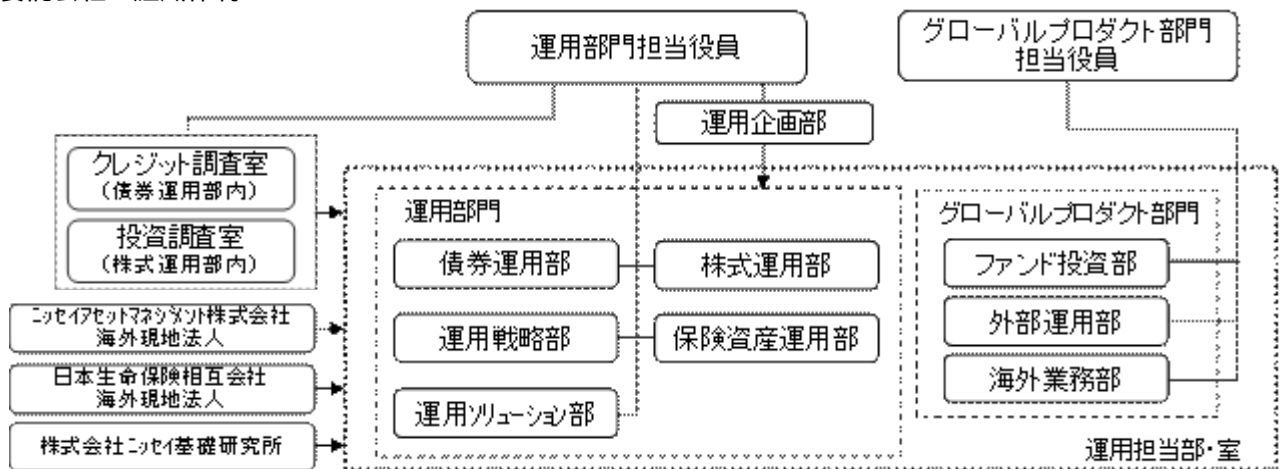 運用部門担当役員
グローバルプロダクト部門
担当役員
運用企画部
クレジット調査室
(債券運用部内)
投資調査室
(株式運用部内)
運用部門
グローバルプロダクト部門
債券運用部
株式運用部
ファンド投資部
ニッセイアセットマネジメント株式会社
海外現地法人
運用戦略部
保険資産運用部
外部運用部
日本生命保険相互会社
海外現地法人
海外業務部
運用ソリューション部
株式会社ニッセイ基礎研究所
運用担当部・室